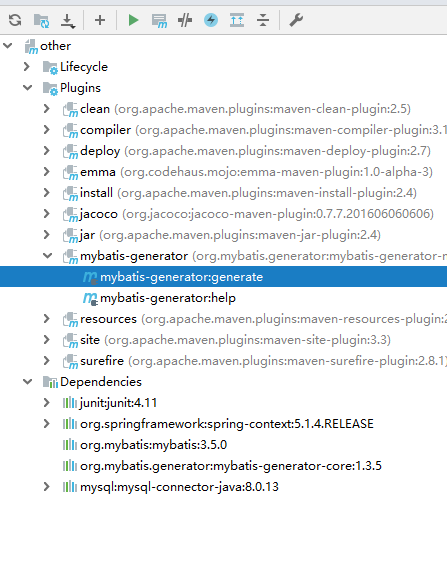 other
Lifecycle
Plugins
clean (org.apache.maven.plugins:maven-clean-plugin:2.5)
compiler (org.apache.maven.plugins:maven-compiler-plugin:3.1
deploy (org.apache.maven.plugins:maven-deploy-plugin:2.7)
emma (org.codehaus.mojo:emma-maven-plugin:1.0-alpha-3)
install (org.apache.maven.plugins:maven-install-plugin:2.4)
jacoco (org.jacoco:jacoco-maven-plugin:0.7.7.201606060606)
jar (org.apache.maven.plugins:maven-jar-plugin:2.4)
mybatis-generator (org.mybatis.generator:mybatis-generator-m
mybatis-generator:generate
mybatis-generator:help
resources (org.apache.maven.plugins:maven-resources-plugin:2
site (org.apache.maven.plugins:maven-site-plugin:3.3)
surefire (org.apache.maven.plugins:maven-surefire-plugin:2.8.1)
Dependencies
junit:junit:4.11
org.springframework:spring-context:5.1.4.RELEASE
org.mybatis:mybatis:3.5.0
org.mybatis.generator:mybatis-generator-core:1.3.5
mysql:mysql-connector-java:8.0.13